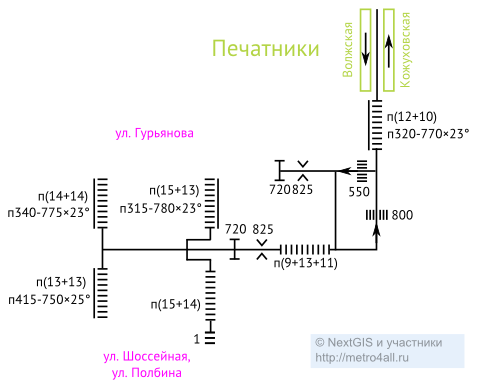 Печатники
Волжская
Кожуховская
п(12+10)
п320-770×23°
ул. Гурьянова
720 825
550
п(14+14)
п340-775×23°
п(15+13)
п315-780×23°
720 825
800
п(9+13+11)
п(13+13)
п415-750×25°
п(15+14)
1
ул. Шоссейная,
ул. Полбина
© NextGIS и участники
http://metro4all.ru